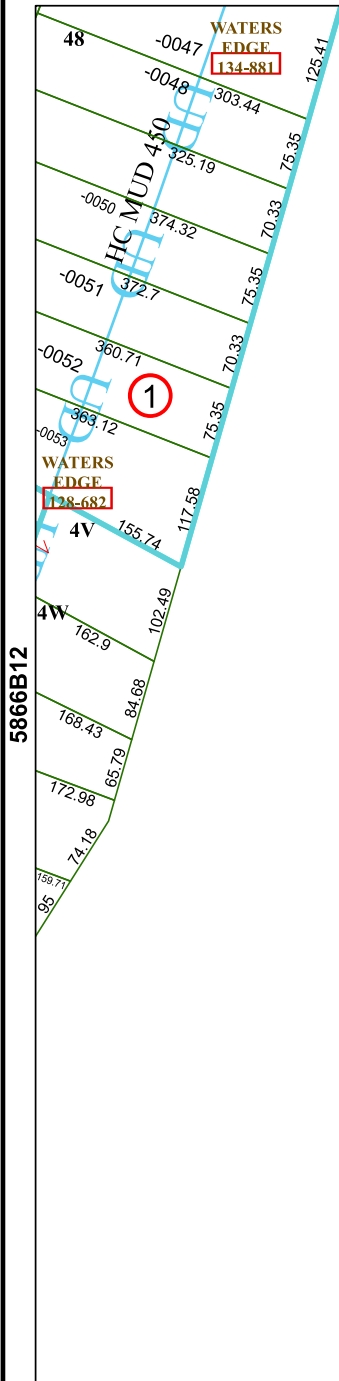 48
-0047
WATERS
EDGE
134-881
125.41
-0048
303.44
UD
325.19
75.35
HC MUD 450
-0050
374.32
70.33
UD
-0051
372.7
75.35
-0052
360.71
70.33
1
UD
363.12
75.35
-0053
WATERS
EDGE
128-682
117.58
4V
155.74
V
4W
102.49
162.9
5866B12
84.68
168.43
65.79
172.98
74.18
159.71
95